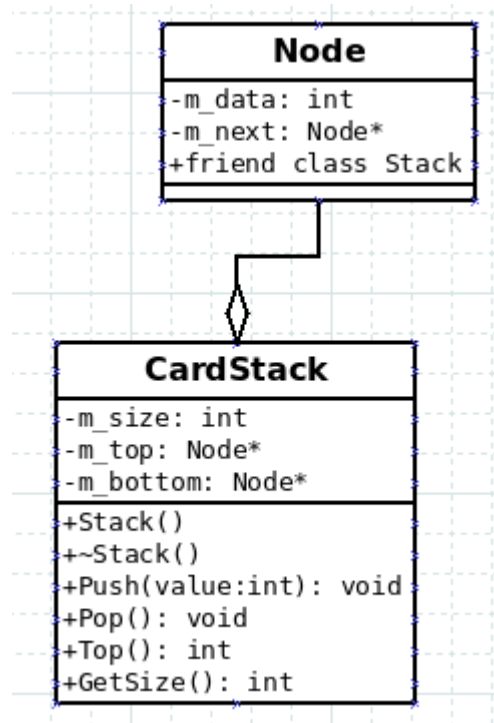 Node
-m_data: int
-m_next: Node*
+friend class Stack
CardStack
-m_size: int
-m_top: Node*
-m_bottom: Node*
+Stack()
+~Stack()
+Push(value:int): void
+Pop(): void
+Top(): int
+GetSize(): int